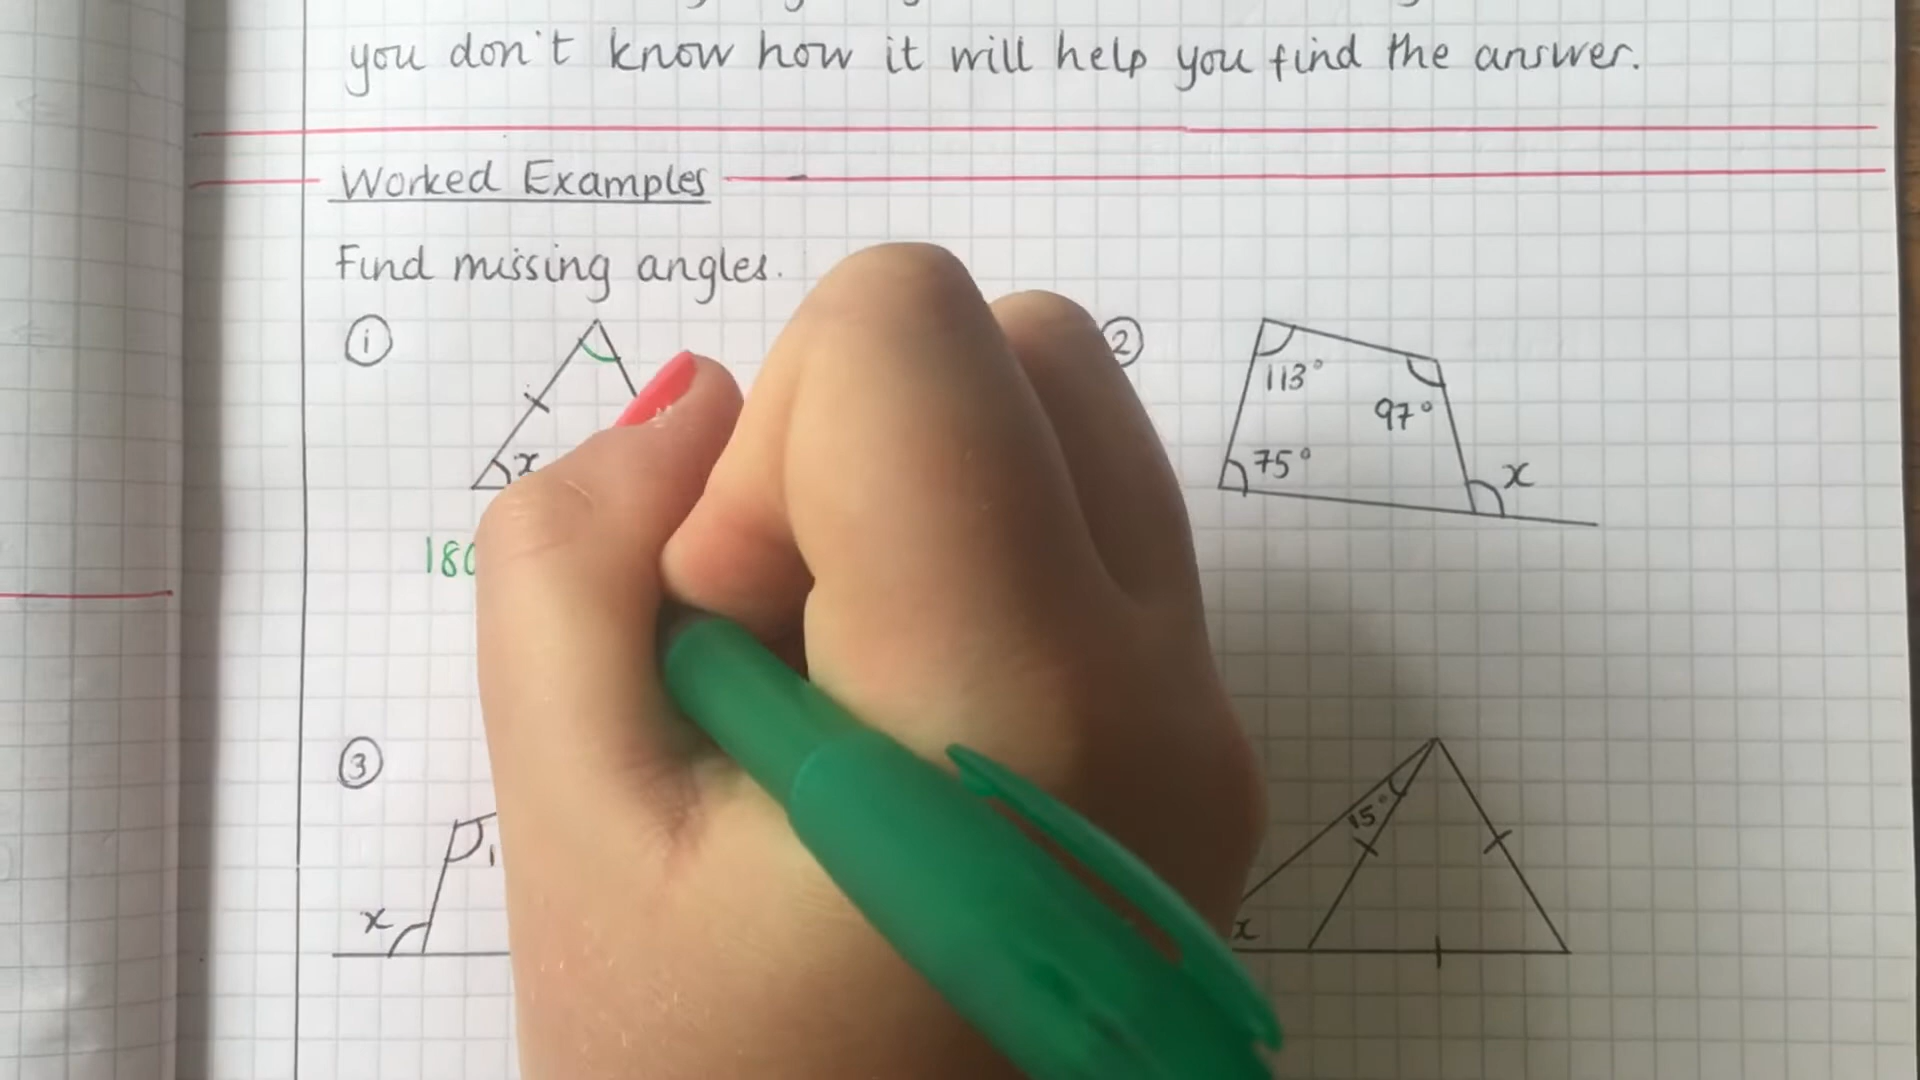 you don't know how it will help you find the answer.
Worked Examples
Find missing angles.
1
2
113°
97°
75°
x
x
180
3
15°
x
x